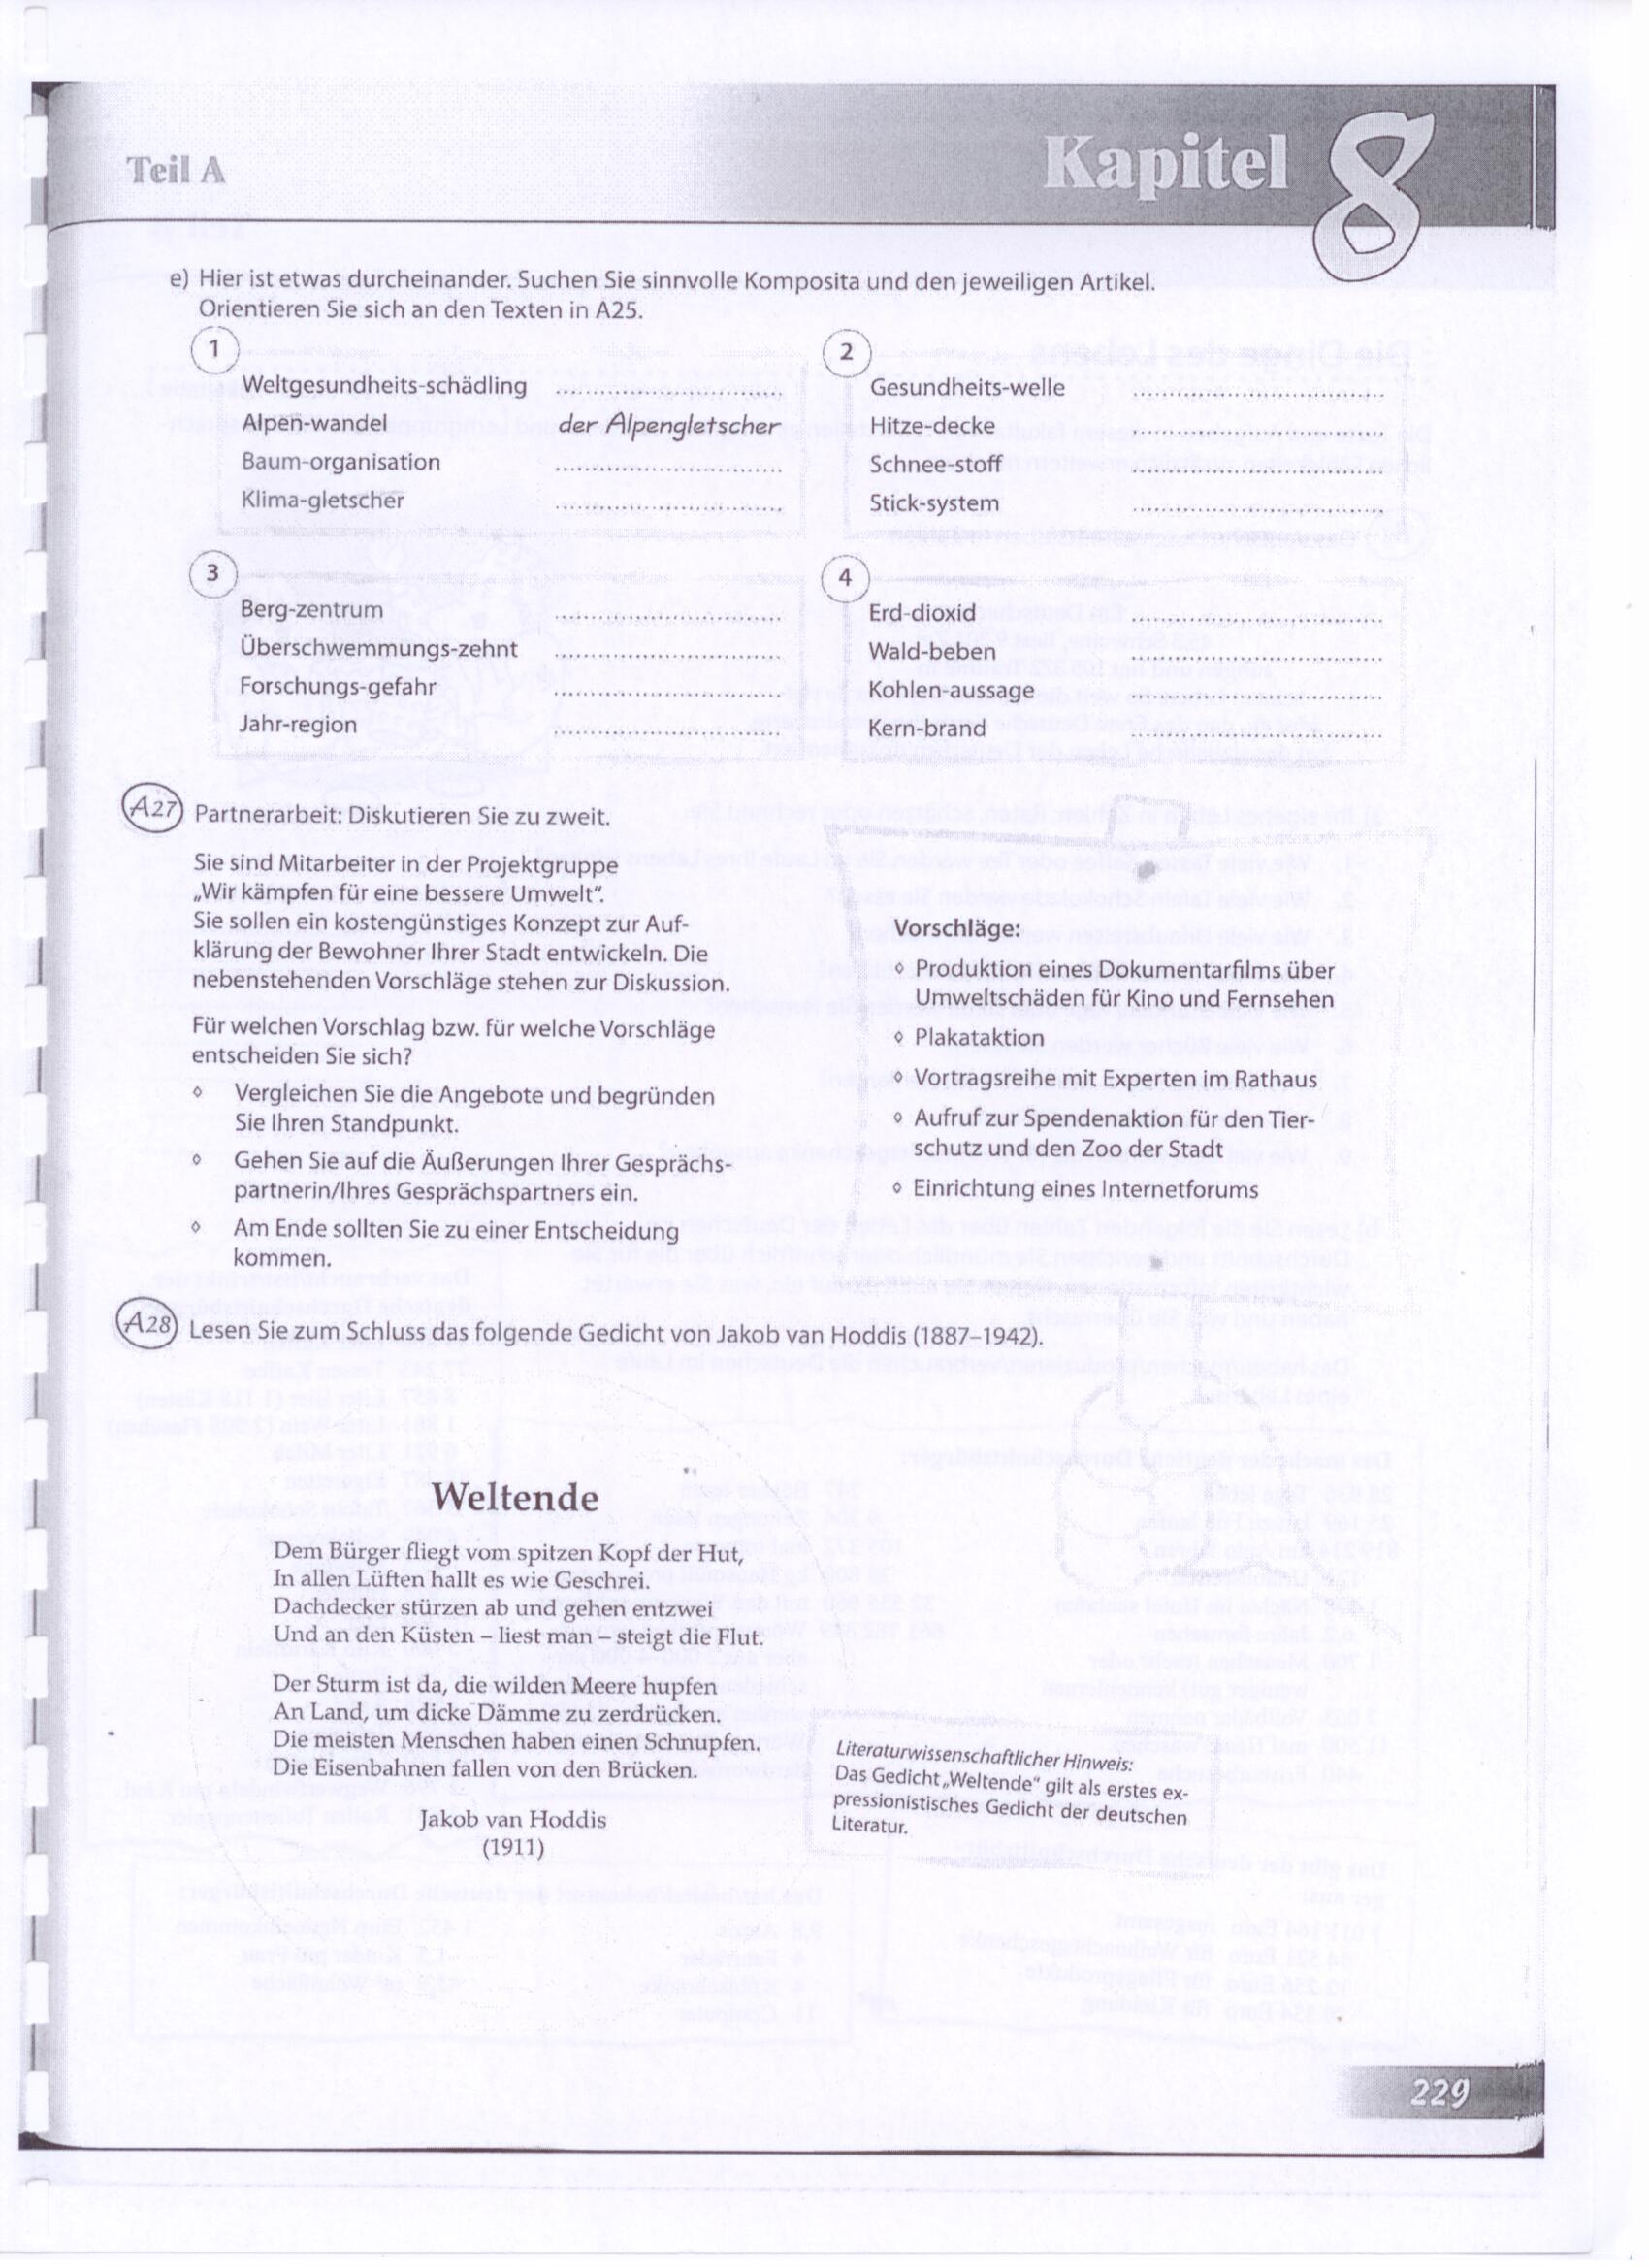 Teil A
Kapitel 8
e) Hier ist etwas durcheinander. Suchen Sie sinnvolle Komposita und den jeweiligen Artikel.
Orientieren Sie sich an den Texten in A25.
1
Weltgesundheits-schädling ..............................
Alpen-wandel der Alpengletscher
Baum-organisation ..............................
Klima-gletscher ..............................
2
Gesundheits-welle ..............................
Hitze-decke ..............................
Schnee-stoff ..............................
Stick-system ..............................
3
Berg-zentrum ..............................
Überschwemmungs-zehnt ..............................
Forschungs-gefahr ..............................
Jahr-region ..............................
4
Erd-dioxid ..............................
Wald-beben ..............................
Kohlen-aussage ..............................
Kern-brand ..............................
A27 Partnerarbeit: Diskutieren Sie zu zweit.
Sie sind Mitarbeiter in der Projektgruppe
„Wir kämpfen für eine bessere Umwelt“.
Sie sollen ein kostengünstiges Konzept zur Auf-
klärung der Bewohner Ihrer Stadt entwickeln. Die
nebenstehenden Vorschläge stehen zur Diskussion.
Für welchen Vorschlag bzw. für welche Vorschläge
entscheiden Sie sich?
◊ Vergleichen Sie die Angebote und begründen
Sie Ihren Standpunkt.
◊ Gehen Sie auf die Äußerungen Ihrer Gesprächs-
partnerin/Ihres Gesprächspartners ein.
◊ Am Ende sollten Sie zu einer Entscheidung
kommen.
Vorschläge:
◊ Produktion eines Dokumentarfilms über
Umweltschäden für Kino und Fernsehen
◊ Plakataktion
◊ Vortragsreihe mit Experten im Rathaus
◊ Aufruf zur Spendenaktion für den Tier-
schutz und den Zoo der Stadt
◊ Einrichtung eines Internetforums
A28 Lesen Sie zum Schluss das folgende Gedicht von Jakob van Hoddis (1887–1942).
Weltende
Dem Bürger fliegt vom spitzen Kopf der Hut,
In allen Lüften hallt es wie Geschrei.
Dachdecker stürzen ab und gehen entzwei
Und an den Küsten – liest man – steigt die Flut.
Der Sturm ist da, die wilden Meere hupfen
An Land, um dicke Dämme zu zerdrücken.
Die meisten Menschen haben einen Schnupfen.
Die Eisenbahnen fallen von den Brücken.
Jakob van Hoddis
(1911)
Literaturwissenschaftlicher Hinweis:
Das Gedicht „Weltende“ gilt als erstes ex-
pressionistisches Gedicht der deutschen
Literatur.
229